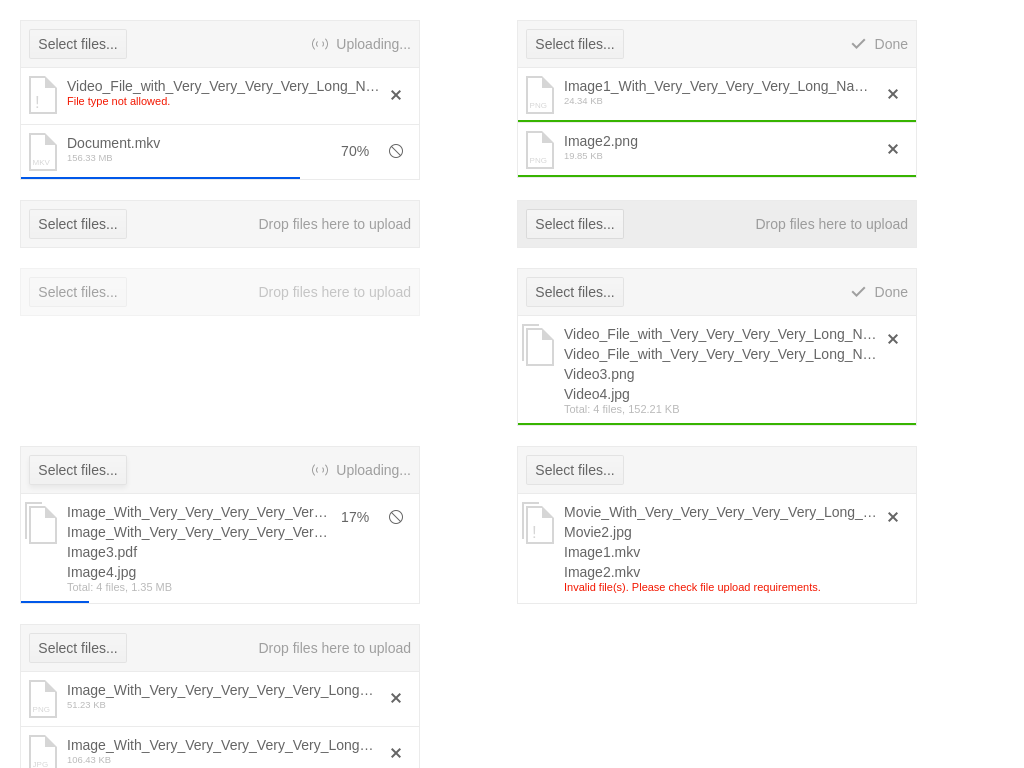 Select files... Uploading...
Video_File_with_Very_Very_Very_Very_Long_N...
File type not allowed.
!
Document.mkv 70%
156.33 MB
MKV
Select files... Done
Image1_With_Very_Very_Very_Very_Long_Na...
24.34 KB
PNG
Image2.png
19.85 KB
PNG
Select files... Drop files here to upload
Select files... Drop files here to upload
Select files... Drop files here to upload
Select files... Done
Video_File_with_Very_Very_Very_Very_Long_N...
Video_File_with_Very_Very_Very_Very_Long_N...
Video3.png
Video4.jpg
Total: 4 files, 152.21 KB
Select files... Uploading...
Image_With_Very_Very_Very_Very_Ver... 17%
Image_With_Very_Very_Very_Very_Ver...
Image3.pdf
Image4.jpg
Total: 4 files, 1.35 MB
Select files...
Movie_With_Very_Very_Very_Very_Very_Long_...
!
Movie2.jpg
Image1.mkv
Image2.mkv
Invalid file(s). Please check file upload requirements.
Select files... Drop files here to upload
Image_With_Very_Very_Very_Very_Very_Long...
51.23 KB
PNG
Image_With_Very_Very_Very_Very_Very_Long...
106.43 KB
JPG